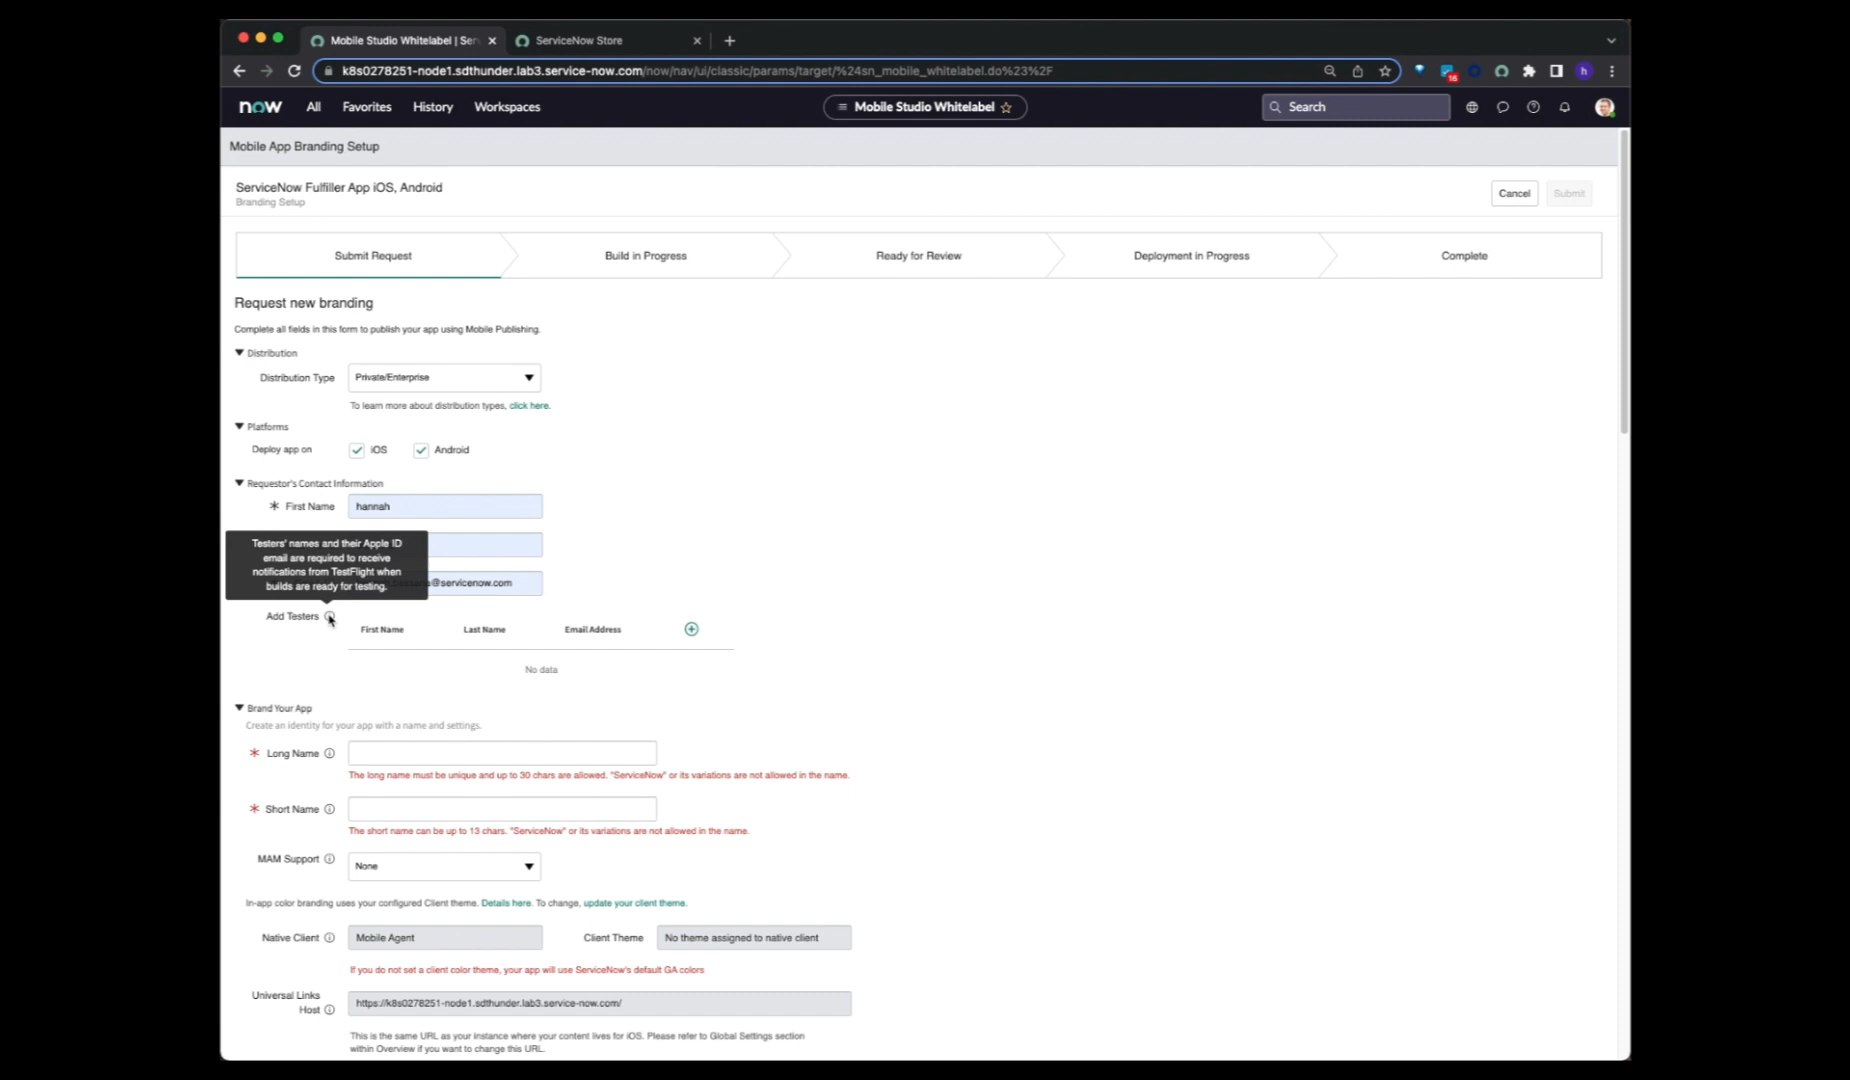 Mobile Studio Whitelabel | Ser
ServiceNow Store
k8s0278251-node1.sdthunder.lab3.service-now.com/now/nav/ui/classic/params/target/%24sn_mobile_whitelabel.do%23%2F
16
h
now
All
Favorites
History
Workspaces
Mobile Studio Whitelabel
Search
Mobile App Branding Setup
ServiceNow Fulfiller App iOS, Android
Branding Setup
Cancel
Submit
Submit Request
Build in Progress
Ready for Review
Deployment in Progress
Complete
Request new branding
Complete all fields in this form to publish your app using Mobile Publishing.
Distribution
Distribution Type
Private/Enterprise
To learn more about distribution types, click here.
Platforms
Deploy app on
iOS
Android
Requestor's Contact Information
* First Name
hannah
Testers' names and their Apple ID
email are required to receive
notifications from TestFlight when
builds are ready for testing.
@servicenow.com
Add Testers
First Name
Last Name
Email Address
No data
Brand Your App
Create an identity for your app with a name and settings.
* Long Name
The long name must be unique and up to 30 chars are allowed. "ServiceNow" or its variations are not allowed in the name.
* Short Name
The short name can be up to 13 chars. "ServiceNow" or its variations are not allowed in the name.
MAM Support
None
In-app color branding uses your configured Client theme. Details here. To change, update your client theme.
Native Client
Mobile Agent
Client Theme
No theme assigned to native client
If you do not set a client color theme, your app will use ServiceNow's default GA colors
Universal Links
Host
https://k8s0278251-node1.sdthunder.lab3.service-now.com/
This is the same URL as your instance where your content lives for iOS. Please refer to Global Settings section
within Overview if you want to change this URL.